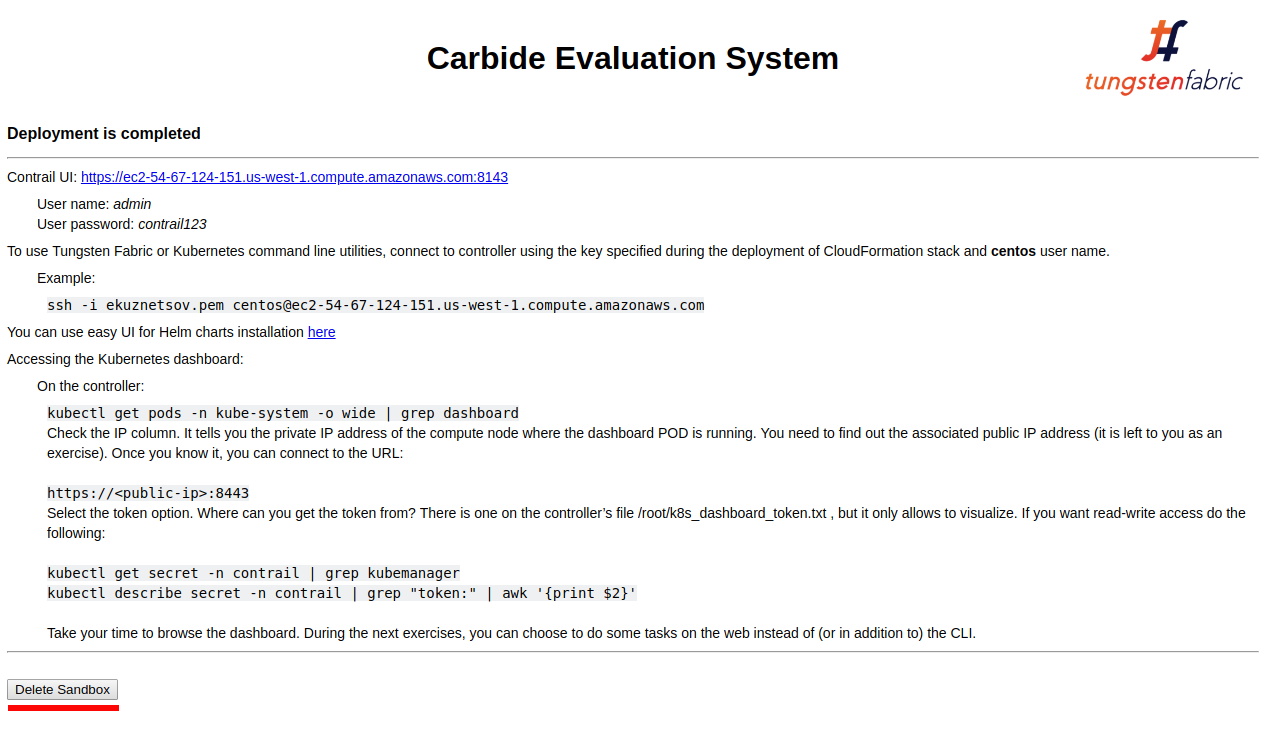 Carbide Evaluation System
tungstenfabric
Deployment is completed
Contrail UI: https://ec2-54-67-124-151.us-west-1.compute.amazonaws.com:8143
User name: admin
User password: contrail123
To use Tungsten Fabric or Kubernetes command line utilities, connect to controller using the key specified during the deployment of CloudFormation stack and centos user name.
Example:
ssh -i ekuznetsov.pem centos@ec2-54-67-124-151.us-west-1.compute.amazonaws.com
You can use easy UI for Helm charts installation here
Accessing the Kubernetes dashboard:
On the controller:
kubectl get pods -n kube-system -o wide | grep dashboard
Check the IP column. It tells you the private IP address of the compute node where the dashboard POD is running. You need to find out the associated public IP address (it is left to you as an
exercise). Once you know it, you can connect to the URL:
https://<public-ip>:8443
Select the token option. Where can you get the token from? There is one on the controller’s file /root/k8s_dashboard_token.txt , but it only allows to visualize. If you want read-write access do the
following:
kubectl get secret -n contrail | grep kubemanager
kubectl describe secret -n contrail | grep "token:" | awk '{print $2}'
Take your time to browse the dashboard. During the next exercises, you can choose to do some tasks on the web instead of (or in addition to) the CLI.
Delete Sandbox